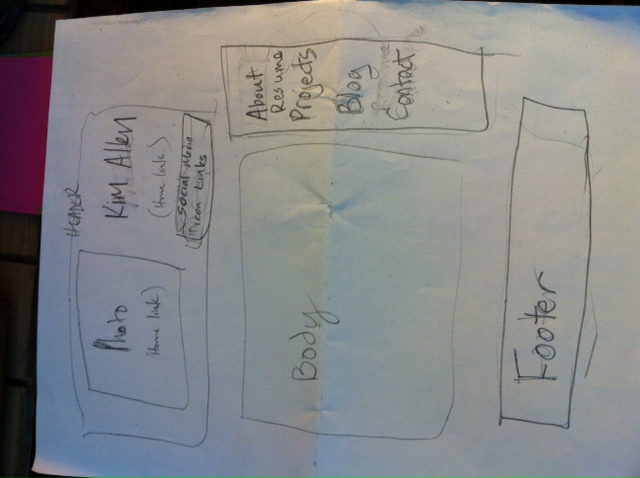 HEADER
Photo
(Home link)
Kim Allen
(Home link)
Social Media
icon Links
Body
About
Resume
Projects
Blog
Contact
Footer